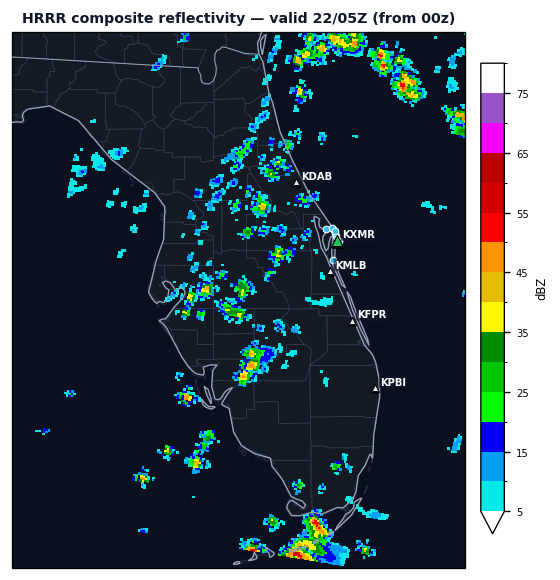 HRRR composite reflectivity — valid 22/05Z (from 00z)
KDAB
KXMR
KMLB
KFPR
KPBI
75
65
55
45
35
25
15
5
dBZ